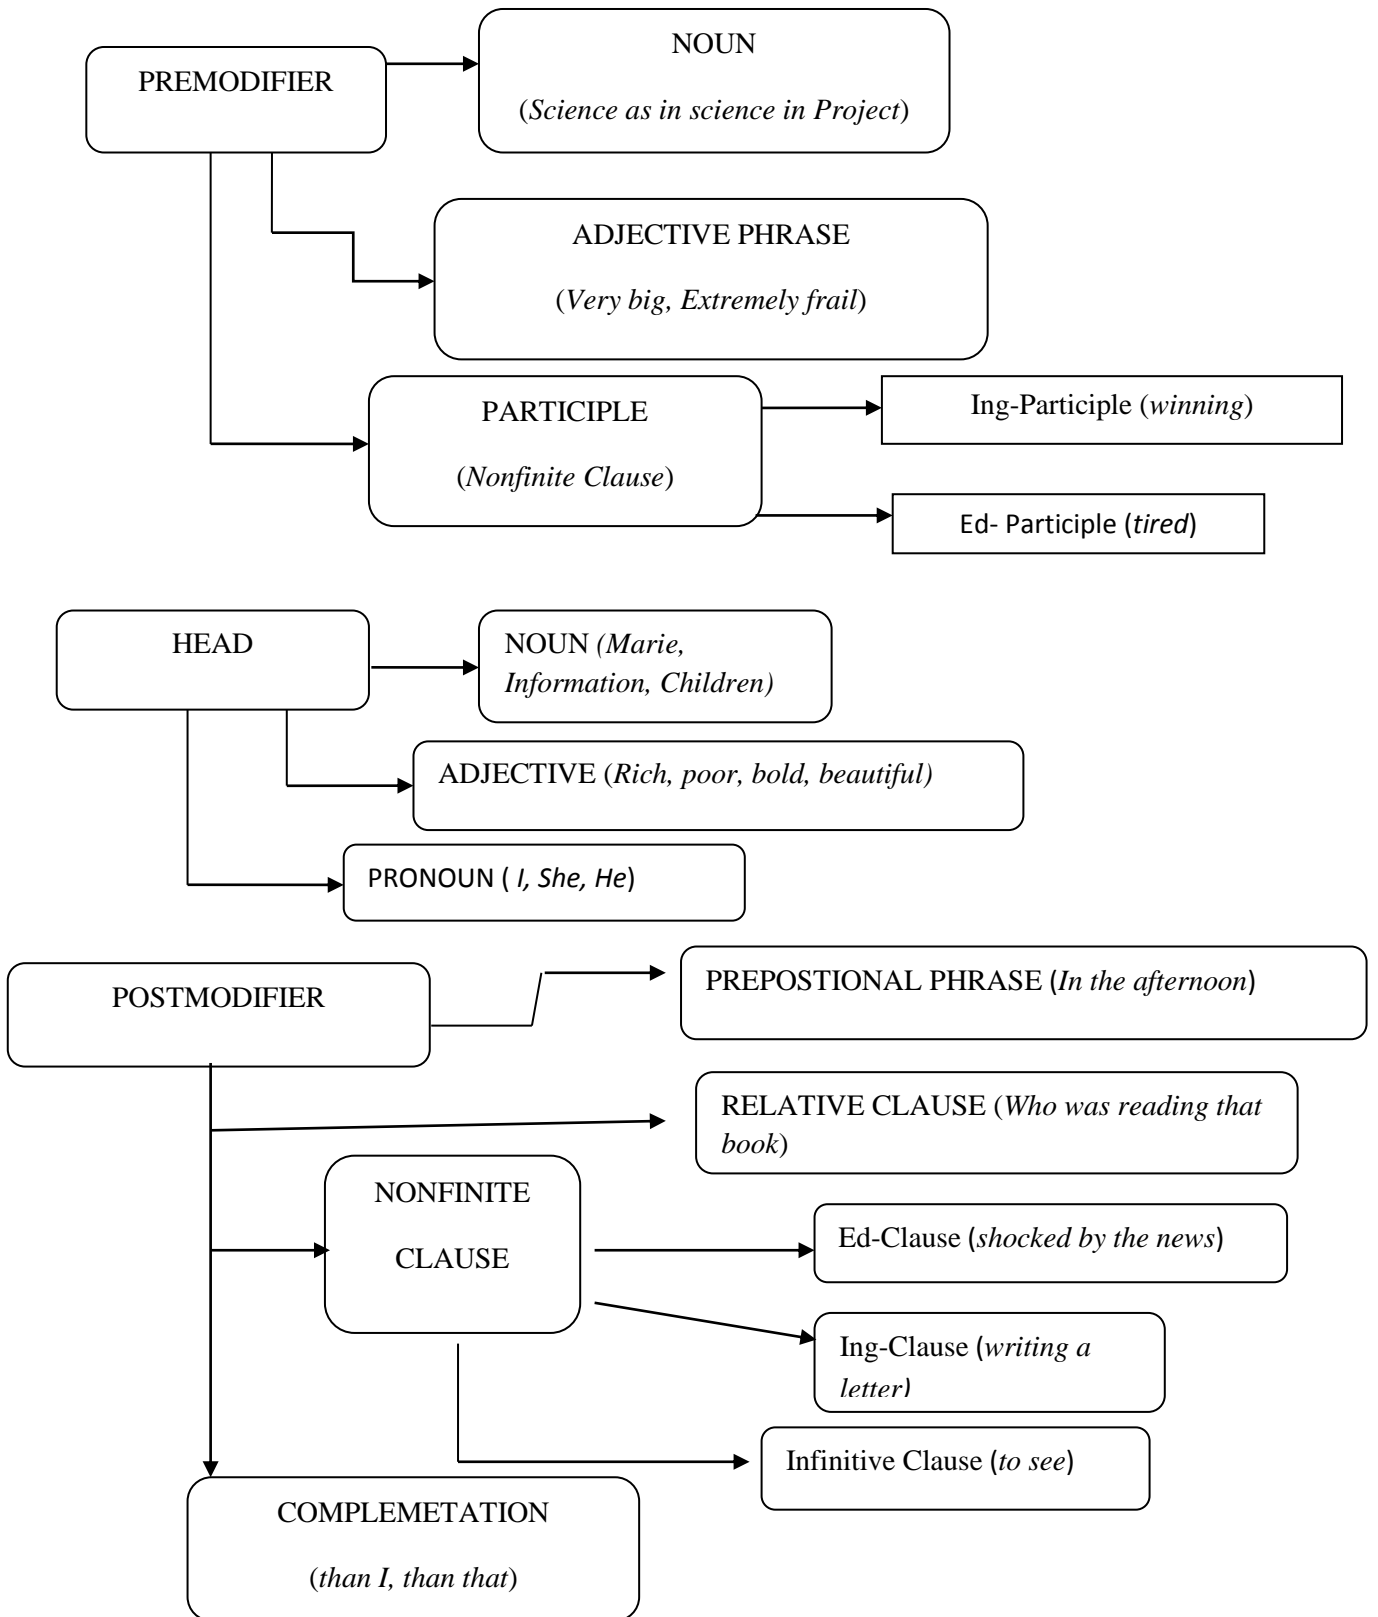 NOUN
PREMODIFIER
(Science as in science in Project)
ADJECTIVE PHRASE
(Very big, Extremely frail)
PARTICIPLE
(Nonfinite Clause)
Ing-Participle (winning)
Ed- Participle (tired)
HEAD
NOUN (Marie,
Information, Children)
ADJECTIVE (Rich, poor, bold, beautiful)
PRONOUN ( I, She, He)
POSTMODIFIER
PREPOSTIONAL PHRASE (In the afternoon)
RELATIVE CLAUSE (Who was reading that
book)
NONFINITE
CLAUSE
Ed-Clause (shocked by the news)
Ing-Clause (writing a
letter)
Infinitive Clause (to see)
COMPLEMETATION
(than I, than that)